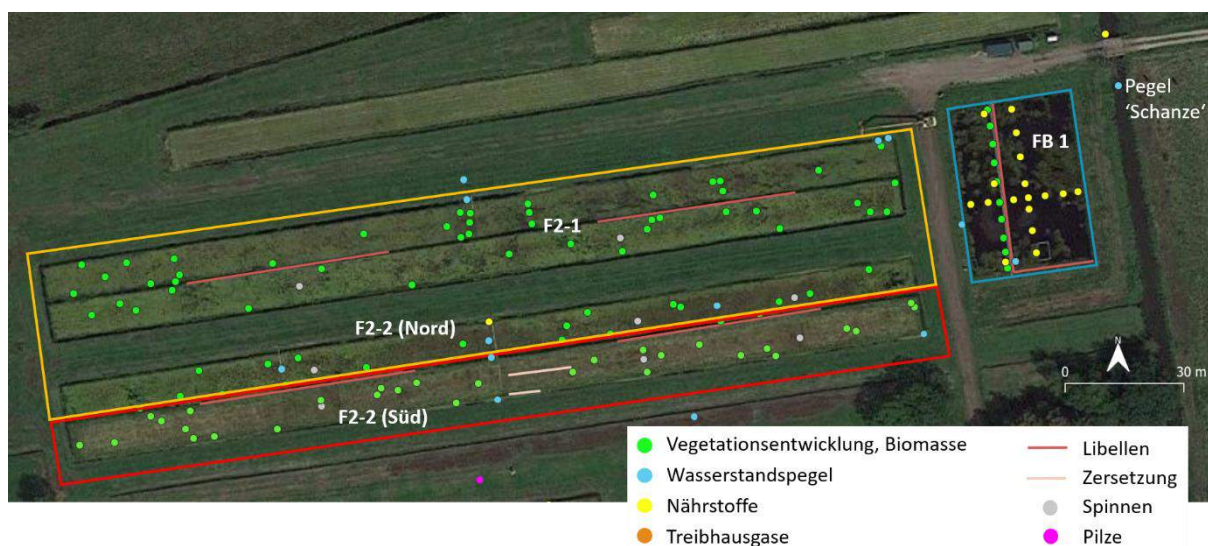 Pegel
‘Schanze‘
FB 1
F2-1
F2-2 (Nord)
F2-2 (Süd)
N
0 30 m
Vegetationsentwicklung, Biomasse
Wasserstandspegel
Nährstoffe
Treibhausgase
Libellen
Zersetzung
Spinnen
Pilze